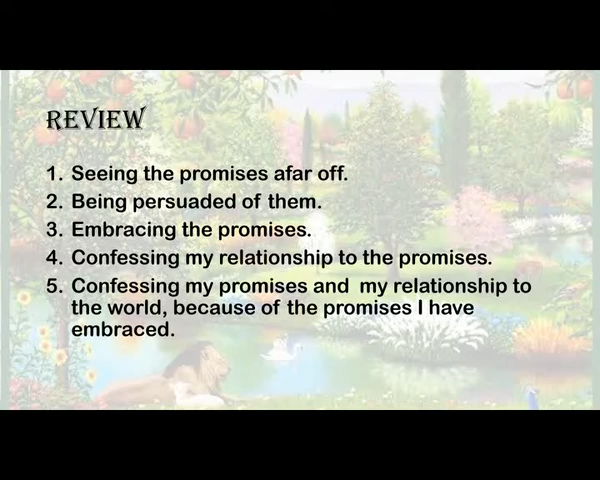 REVIEW
1. Seeing the promises afar off.
2. Being persuaded of them.
3. Embracing the promises.
4. Confessing my relationship to the promises.
5. Confessing my promises and my relationship to
the world, because of the promises I have
embraced.